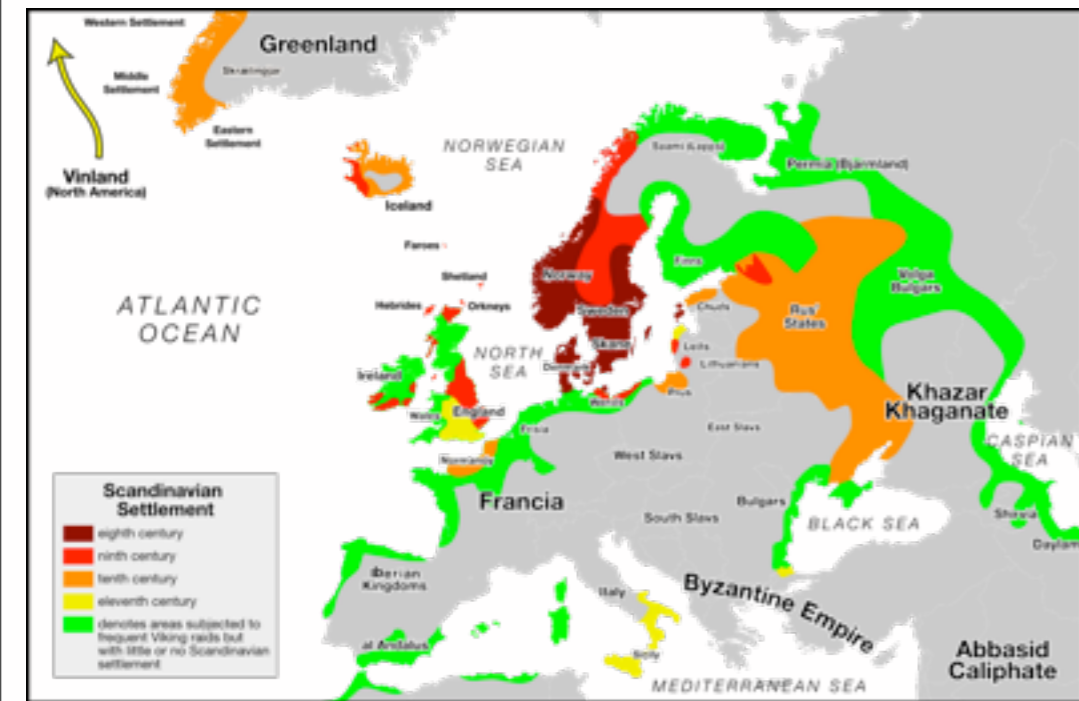 Western Settlement
Greenland
Skrælingar
Middle
Settlement
Eastern
Settlement
Vinland
(North America)
NORWEGIAN
SEA
Iceland
Saami (Lapps)
Permia (Bjarmland)
Faroes
Shetland
Hebrides
Orkneys
ATLANTIC
OCEAN
Norway
Sweden
Skane
Denmark
Finns
Volga
Bulgars
Rus'
States
Chuds
Letts
Lithuanians
Prus
Wends
NORTH
SEA
Ireland
Wales
England
Frisia
Normandy
East Slavs
West Slavs
Khazar
Khaganate
CASPIAN
SEA
Francia
South Slavs
Bulgars
BLACK SEA
Daylam
Iberian
Kingdoms
al Andalus
Italy
Sicily
Byzantine Empire
Abbasid
Caliphate
MEDITERRANEAN SEA
Scandinavian
Settlement
eighth century
ninth century
tenth century
eleventh century
denotes areas subjected to
frequent Viking raids but
with little or no Scandinavian
settlement